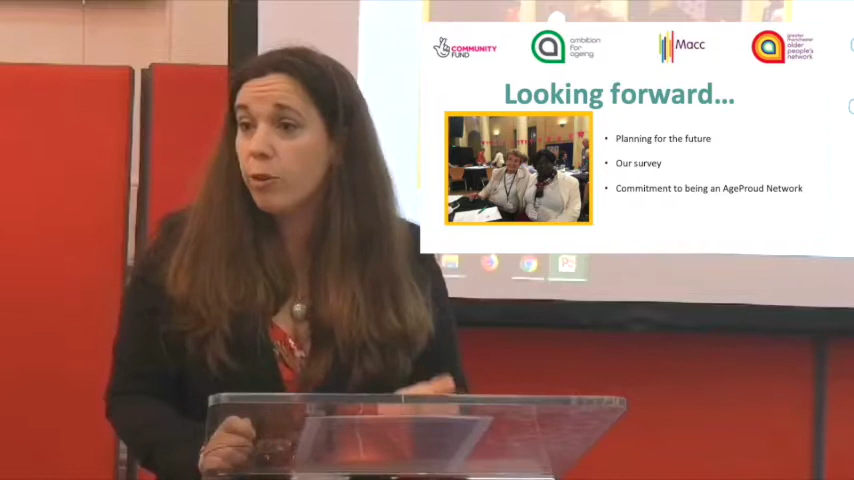 COMMUNITY
FUND
ambition
for
ageing
Macc
greater manchester
older
people's
network
Looking forward...
• Planning for the future
• Our survey
• Commitment to being an AgeProud Network